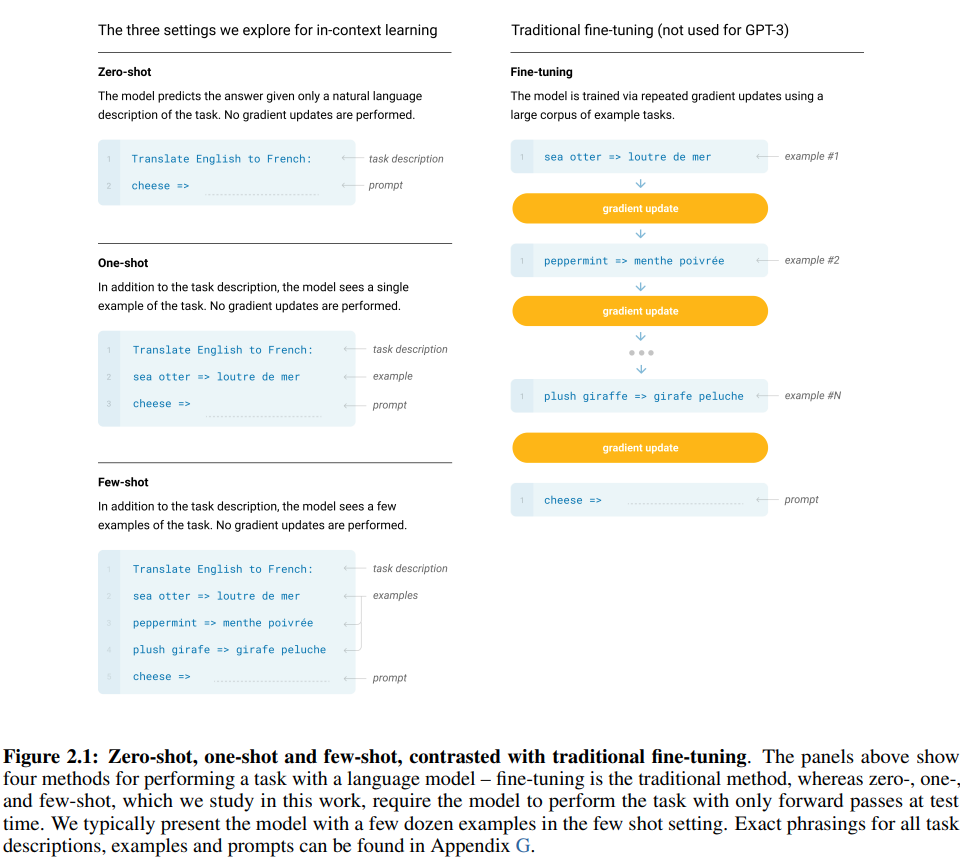 The three settings we explore for in-context learning
Zero-shot
The model predicts the answer given only a natural language
description of the task. No gradient updates are performed.
1 Translate English to French: task description
2 cheese => prompt
One-shot
In addition to the task description, the model sees a single
example of the task. No gradient updates are performed.
1 Translate English to French: task description
2 sea otter => loutre de mer example
3 cheese => prompt
Few-shot
In addition to the task description, the model sees a few
examples of the task. No gradient updates are performed.
1 Translate English to French: task description
2 sea otter => loutre de mer examples
3 peppermint => menthe poivrée
4 plush girafe => girafe peluche
5 cheese => prompt
Traditional fine-tuning (not used for GPT-3)
Fine-tuning
The model is trained via repeated gradient updates using a
large corpus of example tasks.
1 sea otter => loutre de mer example #1
gradient update
1 peppermint => menthe poivrée example #2
gradient update
1 plush giraffe => girafe peluche example #N
gradient update
1 cheese => prompt
Figure 2.1: Zero-shot, one-shot and few-shot, contrasted with traditional fine-tuning. The panels above show
four methods for performing a task with a language model – fine-tuning is the traditional method, whereas zero-, one-,
and few-shot, which we study in this work, require the model to perform the task with only forward passes at test
time. We typically present the model with a few dozen examples in the few shot setting. Exact phrasings for all task
descriptions, examples and prompts can be found in Appendix G.